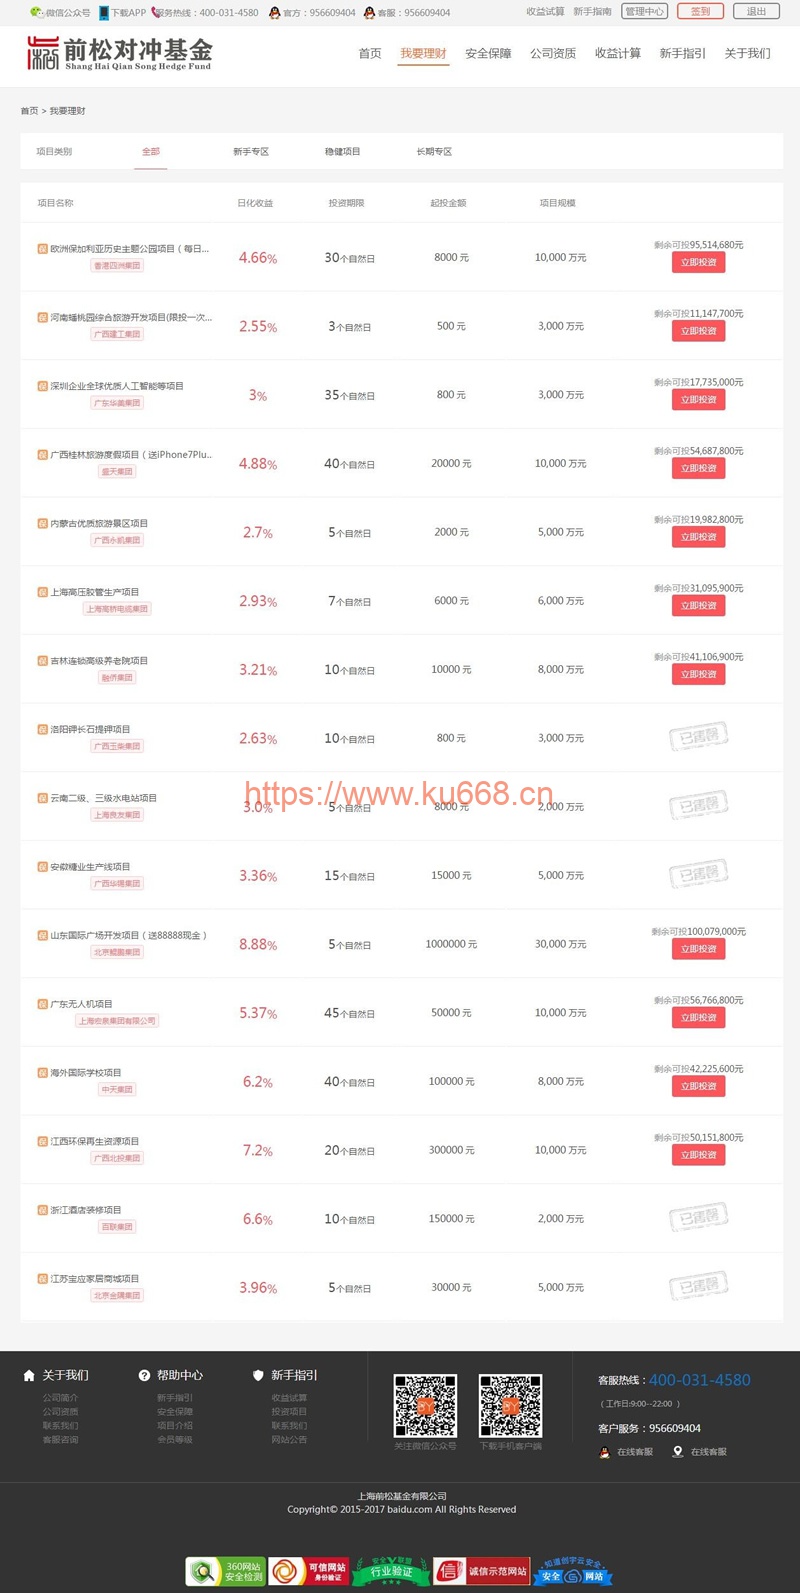 微信公众号 下载APP 服务热线：400-031-4580 官方：956609404 客服：956609404 收益试算 新手指南 管理中心 签到 退出
前松对冲基金
Shang Hai Qian Song Hedge Fund
首页 我要理财 安全保障 公司资质 收益计算 新手指引 关于我们
首页 > 我要理财
项目类别 全部 新手专区 稳健项目 长期专区
项目名称 日化收益 投资期限 起投金额 项目规模
保 欧洲保加利亚历史主题公园项目（每日...
香港四洲集团
4.66% 30个自然日 8000 元 10,000 万元
剩余可投95,514,680元
立即投资
保 河南蟠桃园综合旅游开发项目(限投一次...
广西建工集团
2.55% 3个自然日 500 元 3,000 万元
剩余可投11,147,700元
立即投资
保 深圳企业全球优质人工智能等项目
广东华美集团
3% 35个自然日 800 元 3,000 万元
剩余可投17,735,000元
立即投资
保 广西桂林旅游度假项目（送iPhone7Plu..
盛天集团
4.88% 40个自然日 20000 元 10,000 万元
剩余可投54,687,800元
立即投资
保 内蒙古优质旅游景区项目
广西永凯集团
2.7% 5个自然日 2000 元 5,000 万元
剩余可投19,982,800元
立即投资
保 上海高压胶管生产项目
上海南桥电缆集团
2.93% 7个自然日 6000 元 6,000 万元
剩余可投31,095,900元
立即投资
保 吉林连锁高级养老院项目
融侨集团
3.21% 10个自然日 10000 元 8,000 万元
剩余可投41,106,900元
立即投资
保 洛阳钾长石提钾项目
广西玉柴集团
2.63% 10个自然日 800 元 3,000 万元
已售罄
保 云南二级、三级水电站项目
上海良友集团
3.0% 5个自然日 8000 元 2,000 万元
已售罄
https://www.ku668.cn
保 安徽糖业生产线项目
广西华锡集团
3.36% 15个自然日 15000 元 5,000 万元
已售罄
保 山东国际广场开发项目（送88888现金）
北京鲲鹏集团
8.88% 5个自然日 1000000 元 30,000 万元
剩余可投100,079,000元
立即投资
保 广东无人机项目
5.37% 45个自然日 50000 元 10,000 万元
剩余可投56,766,800元
立即投资
保 海外国际学校项目
中天集团
6.2% 40个自然日 100000 元 8,000 万元
剩余可投42,225,600元
立即投资
保 江西环保再生资源项目
广西北投集团
7.2% 20个自然日 300000 元 10,000 万元
剩余可投50,151,800元
立即投资
保 浙江酒店装修项目
百联集团
6.6% 10个自然日 150000 元 2,000 万元
已售罄
保 江苏宝应家居商城项目
北京金隅集团
3.96% 5个自然日 30000 元 5,000 万元
已售罄
关于我们 帮助中心 新手指引
公司简介 新手指引 收益试算
公司资质 安全保障 投资项目
联系我们 项目介绍 联系我们
客服咨询 会员等级 网站公告
关注微信公众号 下载手机客户端
客服热线：400-031-4580
（工作日:9:00--22:00 ）
客户服务：956609404
在线客服 在线客服
上海前松基金有限公司
Copyright© 2015-2017 baidu.com All Rights Reserved
360网站
安全检测
可信网站
身份验证
安全联盟
行业验证
诚信示范网站
知道创宇云安全
安全 网站